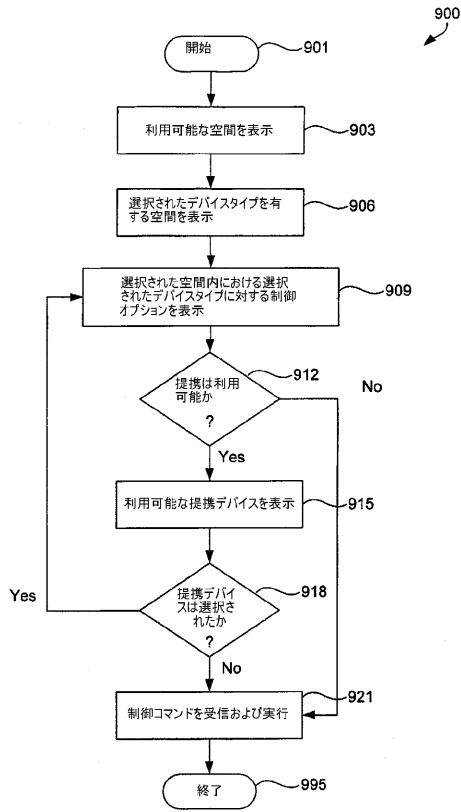 900
開始
901
利用可能な空間を表示
903
選択されたデバイスタイプを有
する空間を表示
906
選択された空間内における選択
されたデバイスタイプに対する制御
オプションを表示
909
提携は利用
可能か
?
912
No
Yes
利用可能な提携デバイスを表示
915
提携デバイ
スは選択さ
れたか
?
918
Yes
No
制御コマンドを受信および実行
921
終了
995